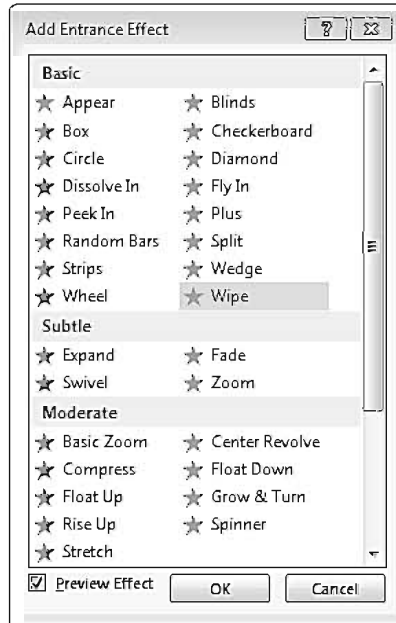 Add Entrance Effect
Basic
Appear Blinds
Box Checkerboard
Circle Diamond
Dissolve In Fly In
Peek In Plus
Random Bars Split
Strips Wedge
Wheel Wipe
Subtle
Expand Fade
Swivel Zoom
Moderate
Basic Zoom Center Revolve
Compress Float Down
Float Up Grow & Turn
Rise Up Spinner
Stretch
Preview Effect OK Cancel